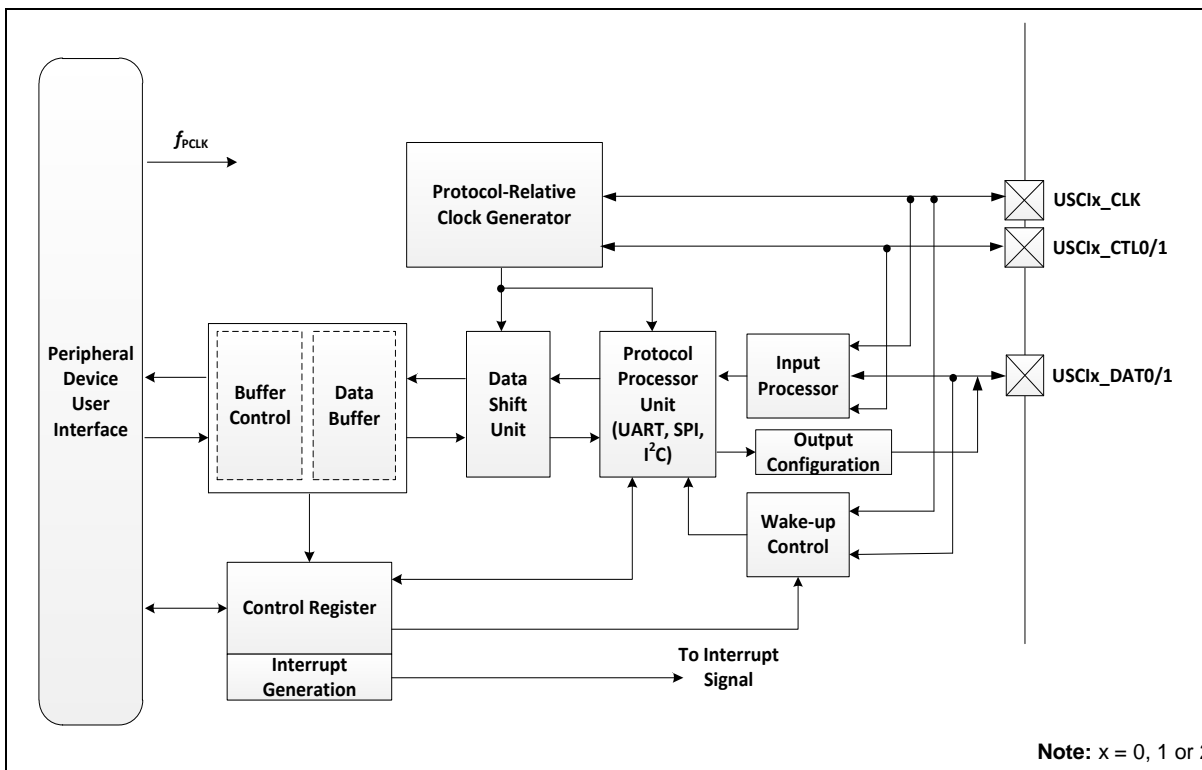 fPCLK
Protocol-Relative
Clock Generator
USCIx_CLK
USCIx_CTL0/1
Peripheral
Device
User
Interface
Buffer
Control
Data
Buffer
Data
Shift
Unit
Protocol
Processor
Unit
(UART, SPI,
I²C)
Input
Processor
USCIx_DAT0/1
Output
Configuration
Wake-up
Control
Control Register
Interrupt
Generation
To Interrupt
Signal
Note: x = 0, 1 or